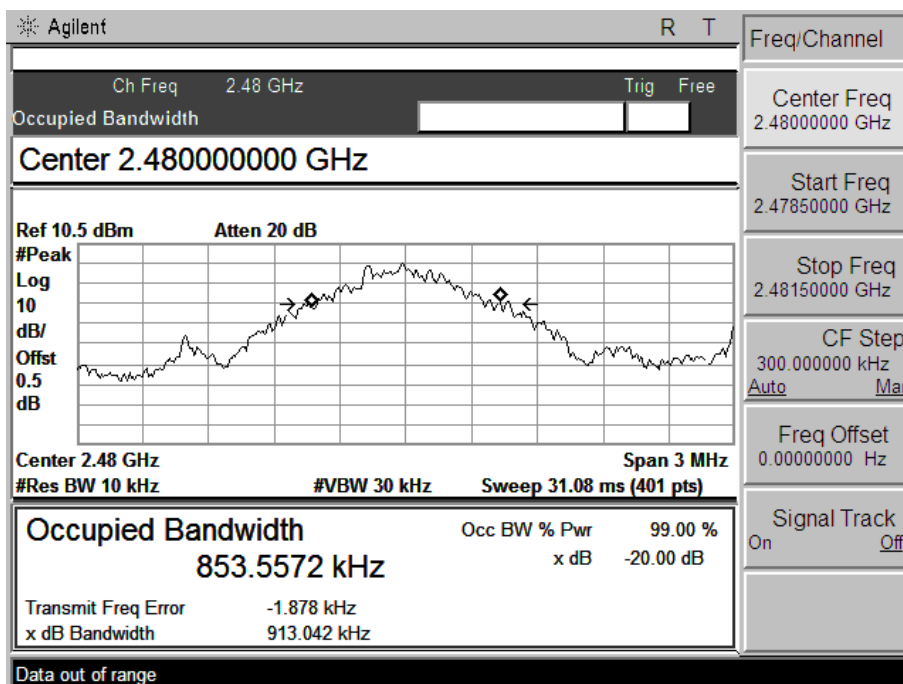 Agilent R T
Ch Freq 2.48 GHz Trig Free
Occupied Bandwidth
Center 2.480000000 GHz
Ref 10.5 dBm Atten 20 dB
#Peak
Log
10
dB/
Offst
0.5
dB
Center 2.48 GHz Span 3 MHz
#Res BW 10 kHz #VBW 30 kHz Sweep 31.08 ms (401 pts)
Occupied Bandwidth Occ BW % Pwr 99.00 %
853.5572 kHz x dB -20.00 dB
Transmit Freq Error -1.878 kHz
x dB Bandwidth 913.042 kHz
Data out of range
Freq/Channel
Center Freq
2.48000000 GHz
Start Freq
2.47850000 GHz
Stop Freq
2.48150000 GHz
CF Step
300.000000 kHz
Auto Mar
Freq Offset
0.00000000 Hz
Signal Track
On Off